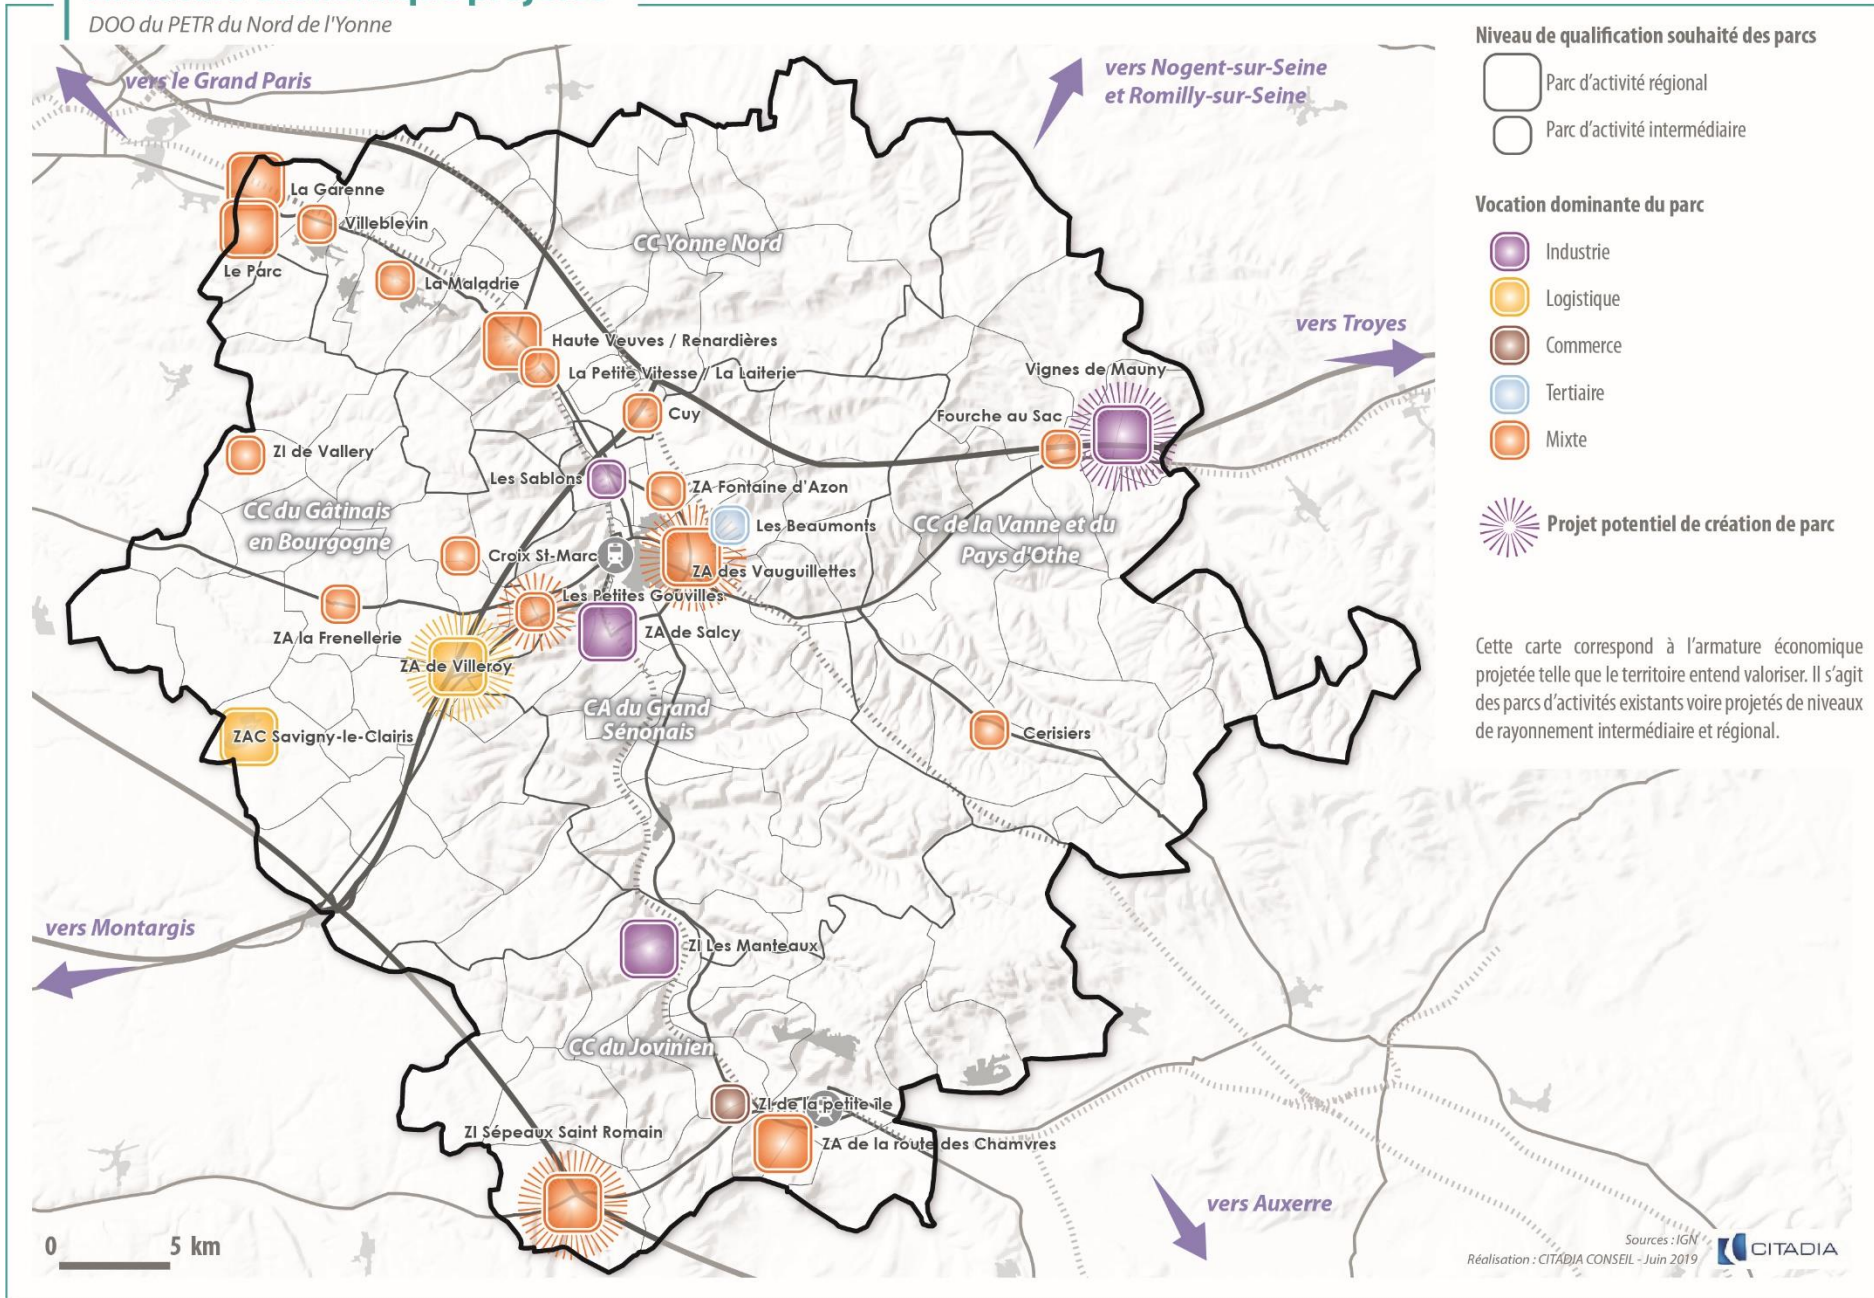 DOO du PETR du Nord de l'Yonne
vers le Grand Paris
vers Nogent-sur-Seine
et Romilly-sur-Seine
La Garenne
Villeblevin
Le Parc
La Maladrie
CC Yonne Nord
Haute Veuves / Renardières
La Petite Vitesse / La Laiterie
Cuy
vers Troyes
Vignes de Mauny
Fourche au Sac
ZI de Vallery
Les Sablons
ZA Fontaine d'Azon
CC du Gâtinais
en Bourgogne
Les Beaumonts
CC de la Vanne et du
Pays d'Othe
Croix St-Marc
ZA des Vauguillettes
Les Petites Gouvilles
ZA la Frenellerie
ZA de Salcy
ZA de Villeroy
CA du Grand
Sénonais
ZAC Savigny-le-Clairis
Cerisiers
vers Montargis
ZI Les Manteaux
CC du Jovinien
ZI de la petite île
ZI Sépeaux Saint Romain
ZA de la route des Chamvres
vers Auxerre
0 5 km
Niveau de qualification souhaité des parcs
Parc d'activité régional
Parc d'activité intermédiaire
Vocation dominante du parc
Industrie
Logistique
Commerce
Tertiaire
Mixte
Projet potentiel de création de parc
Cette carte correspond à l'armature économique
projetée telle que le territoire entend valoriser. Il s'agit
des parcs d'activités existants voire projetés de niveaux
de rayonnement intermédiaire et régional.
Sources : IGN
Réalisation : CITADIA CONSEIL - Juin 2019
CITADIA